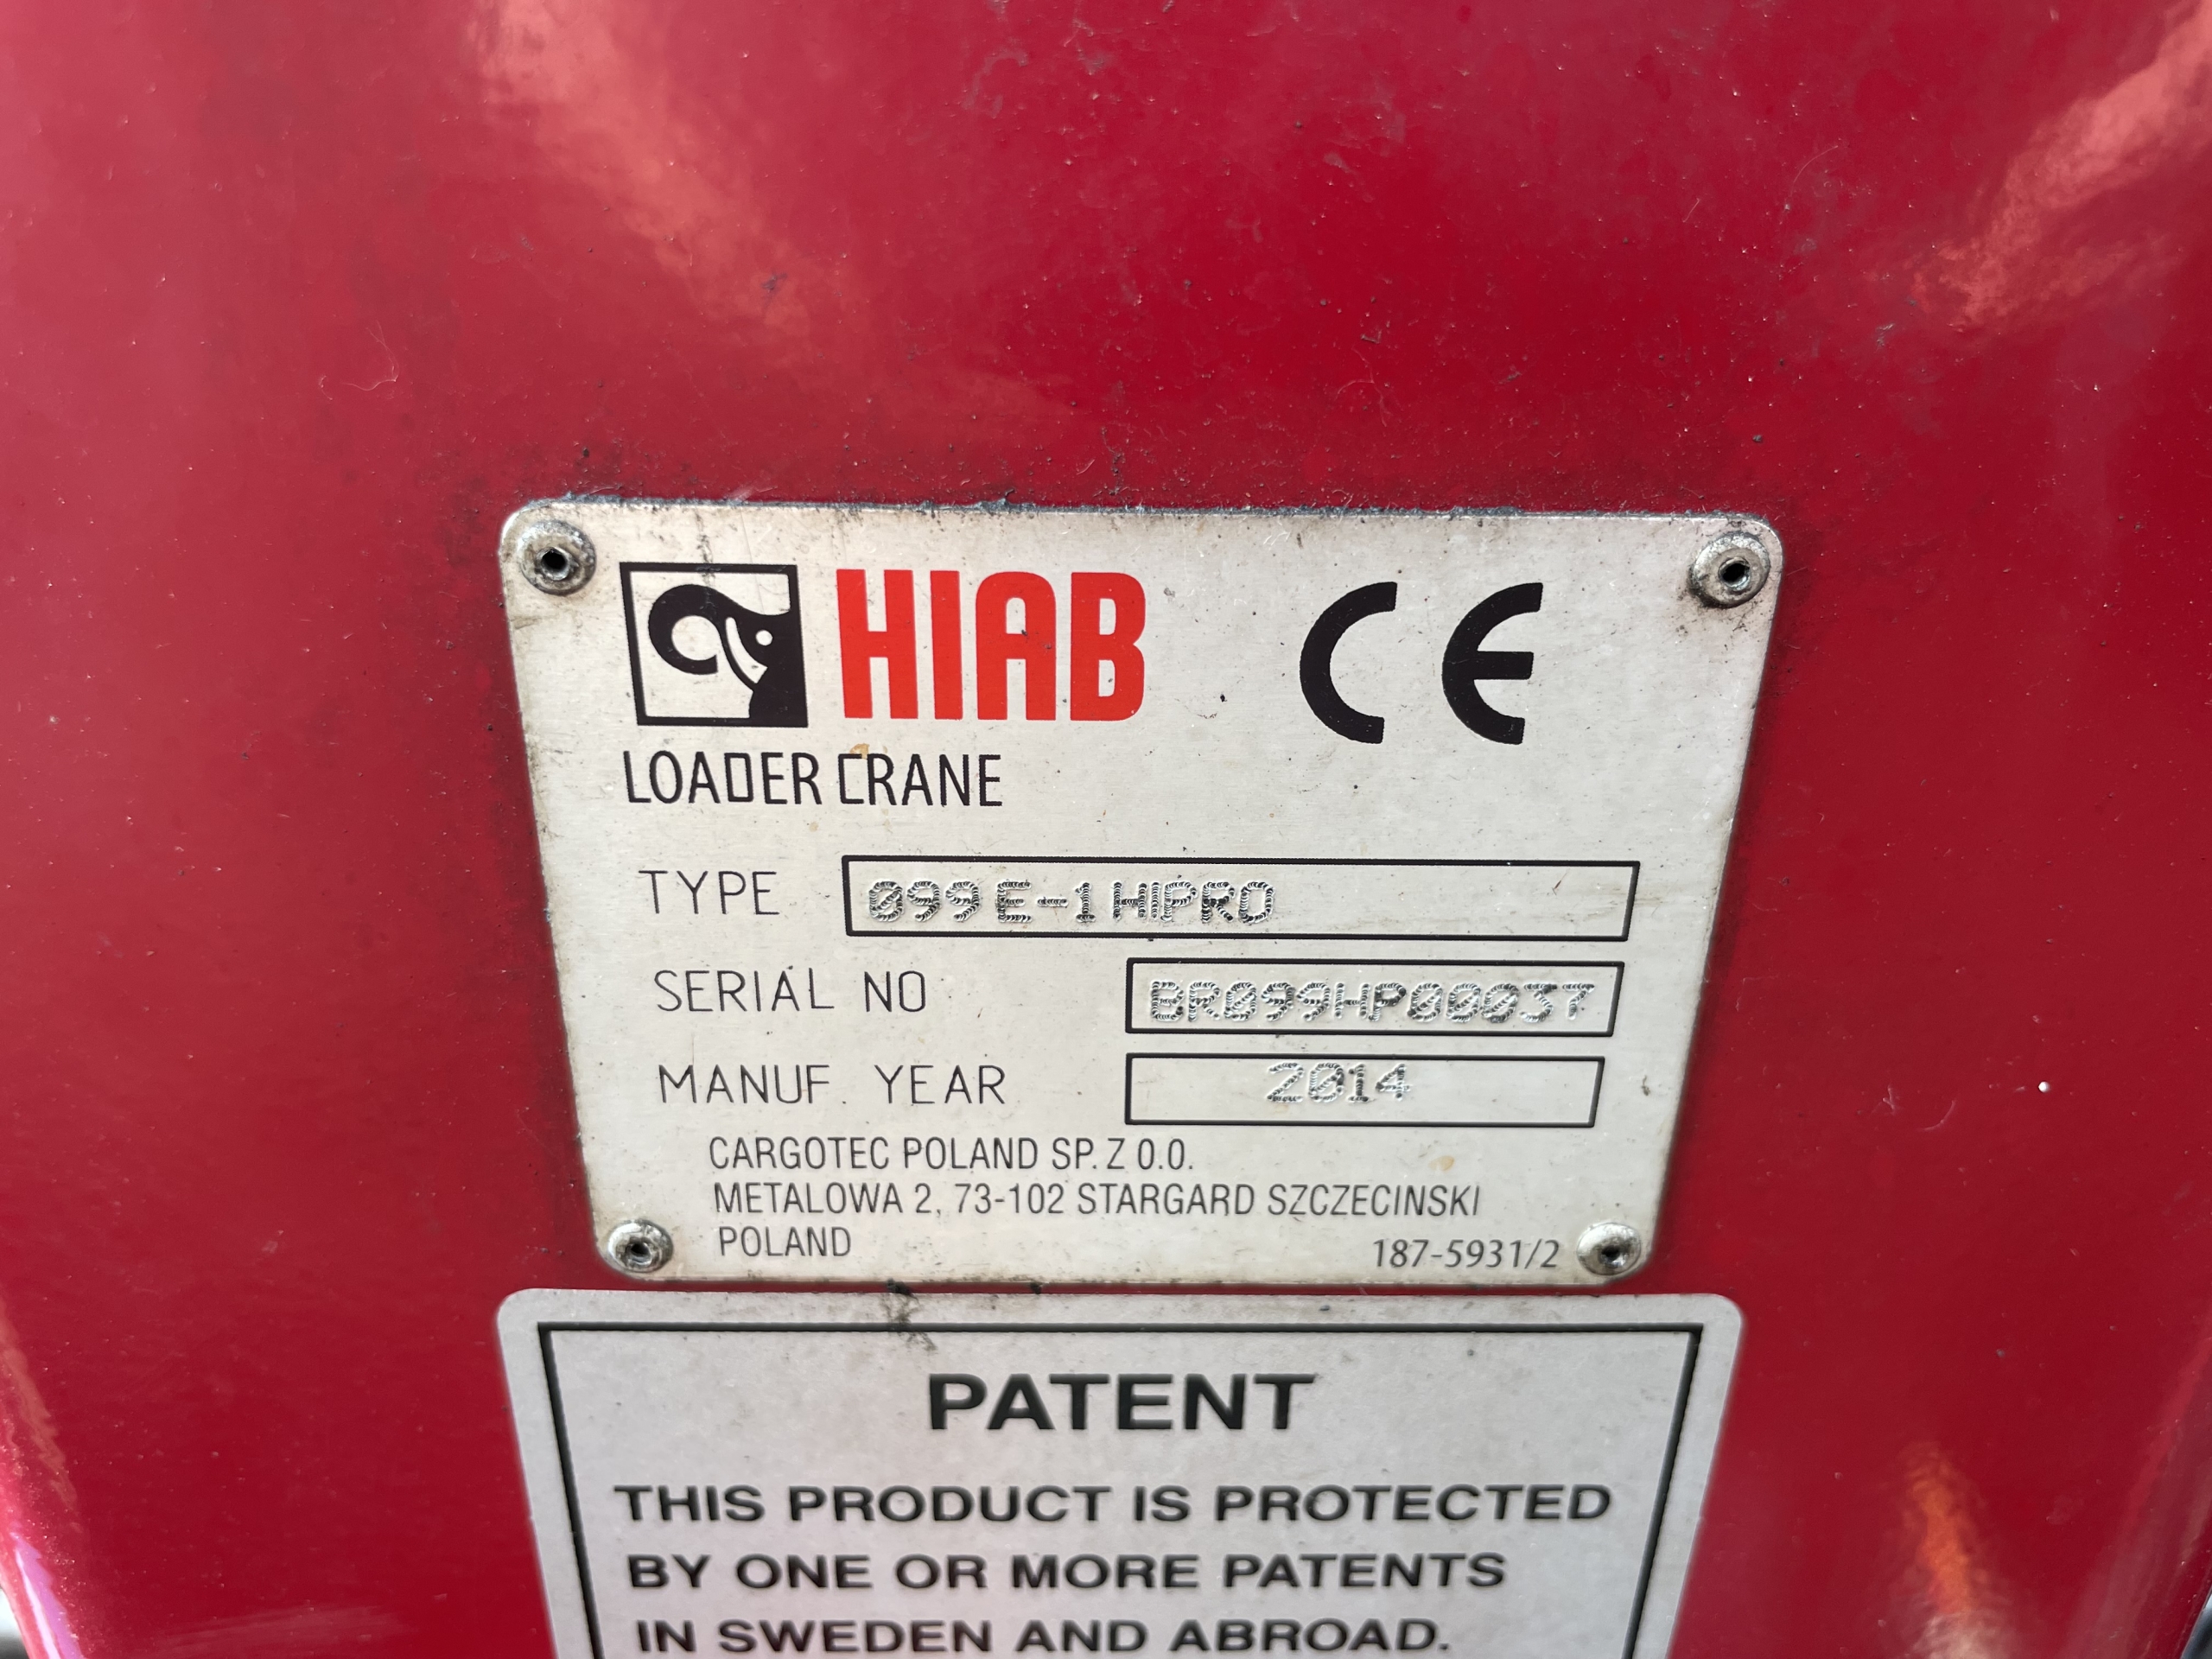 HIAB CE
LOADER CRANE
TYPE 099E-1HIPRO
SERIAL NO BR099HP000037
MANUF. YEAR 2014
CARGOTEC POLAND SP. Z O.O.
METALOWA 2, 73-102 STARGARD SZCZECINSKI
POLAND 187-5931/2
PATENT
THIS PRODUCT IS PROTECTED
BY ONE OR MORE PATENTS
IN SWEDEN AND ABROAD.